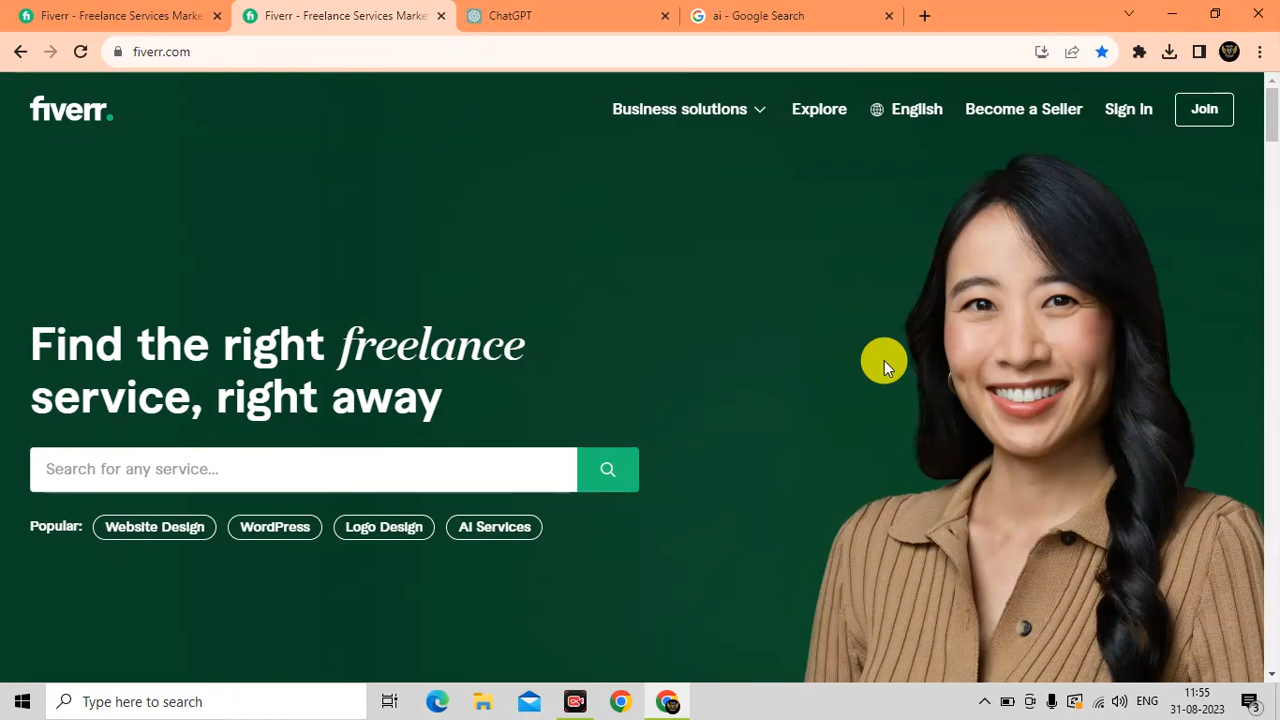 Fiverr - Freelance Services Marke
Fiverr - Freelance Services Marke
ChatGPT
ai - Google Search
fiverr.com
fiverr.
Business solutions
Explore
English
Become a Seller
Sign In
Join
Find the right freelance
service, right away
Search for any service...
Popular:
Website Design
WordPress
Logo Design
AI Services
Type here to search
ENG
11:55
31-08-2023
3